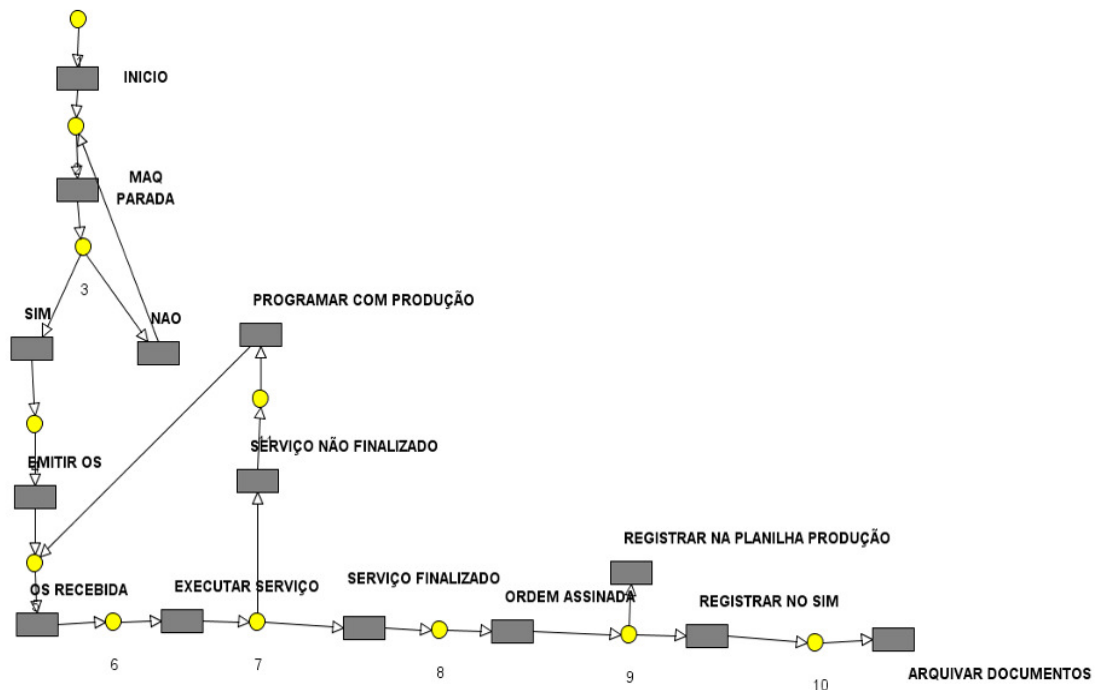 INICIO
MAQ
PARADA
3
PROGRAMAR COM PRODUÇÃO
SIM
NAO
SERVIÇO NÃO FINALIZADO
EMITIR OS
REGISTRAR NA PLANILHA PRODUÇÃO
OS RECEBIDA
EXECUTAR SERVIÇO
SERVIÇO FINALIZADO
ORDEM ASSINADA
REGISTRAR NO SIM
6
7
8
9
10
ARQUIVAR DOCUMENTOS